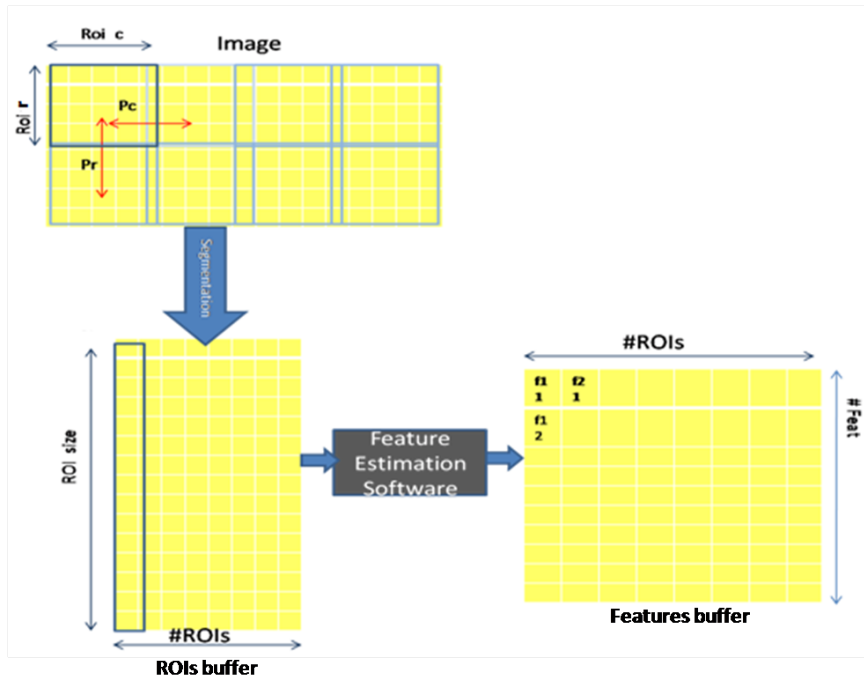 Roi c
Image
Roi r
Pc
Pr
Segmentation
ROI size
#ROIs
ROIs buffer
Feature
Estimation
Software
#ROIs
f1 f2
1 1
f1
2
# Feat
Features buffer